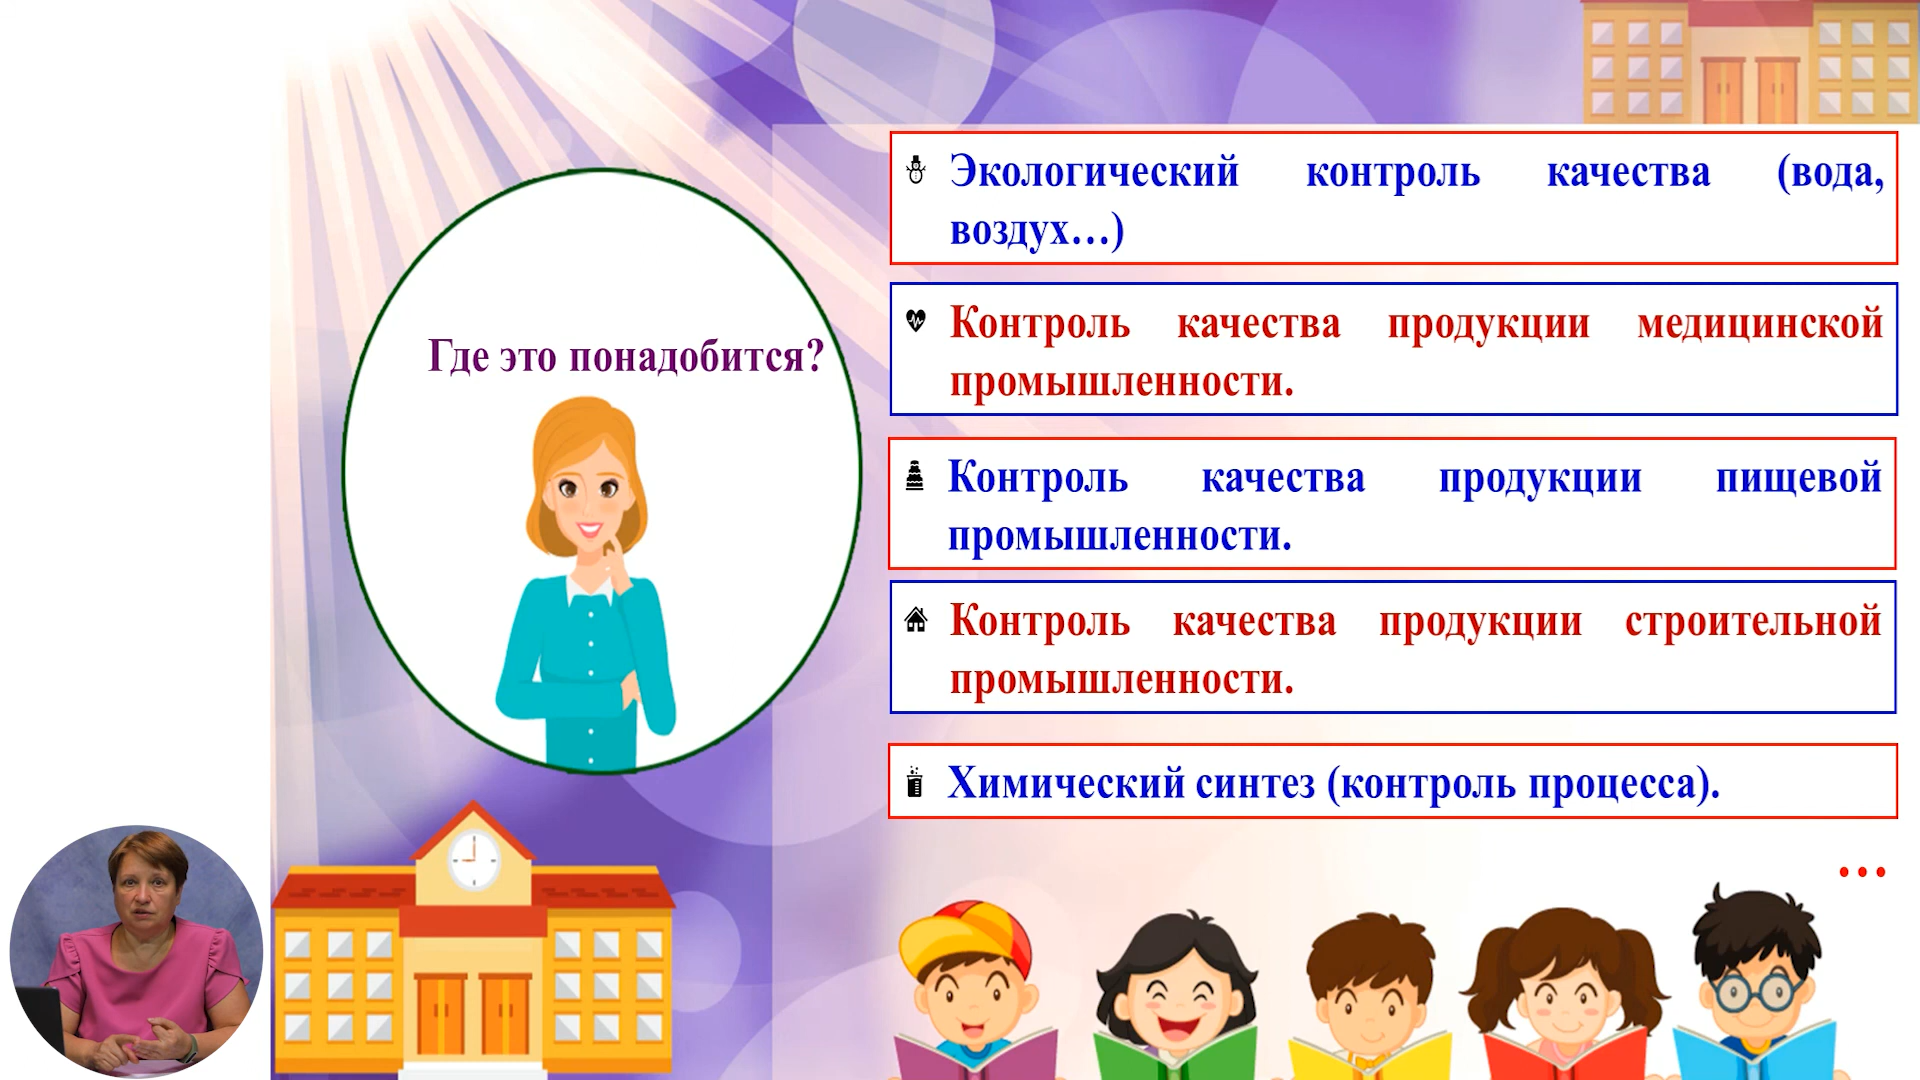 Где это понадобится?
Экологический контроль качества (вода,
воздух…)
Контроль качества продукции медицинской
промышленности.
Контроль качества продукции пищевой
промышленности.
Контроль качества продукции строительной
промышленности.
Химический синтез (контроль процесса).
…